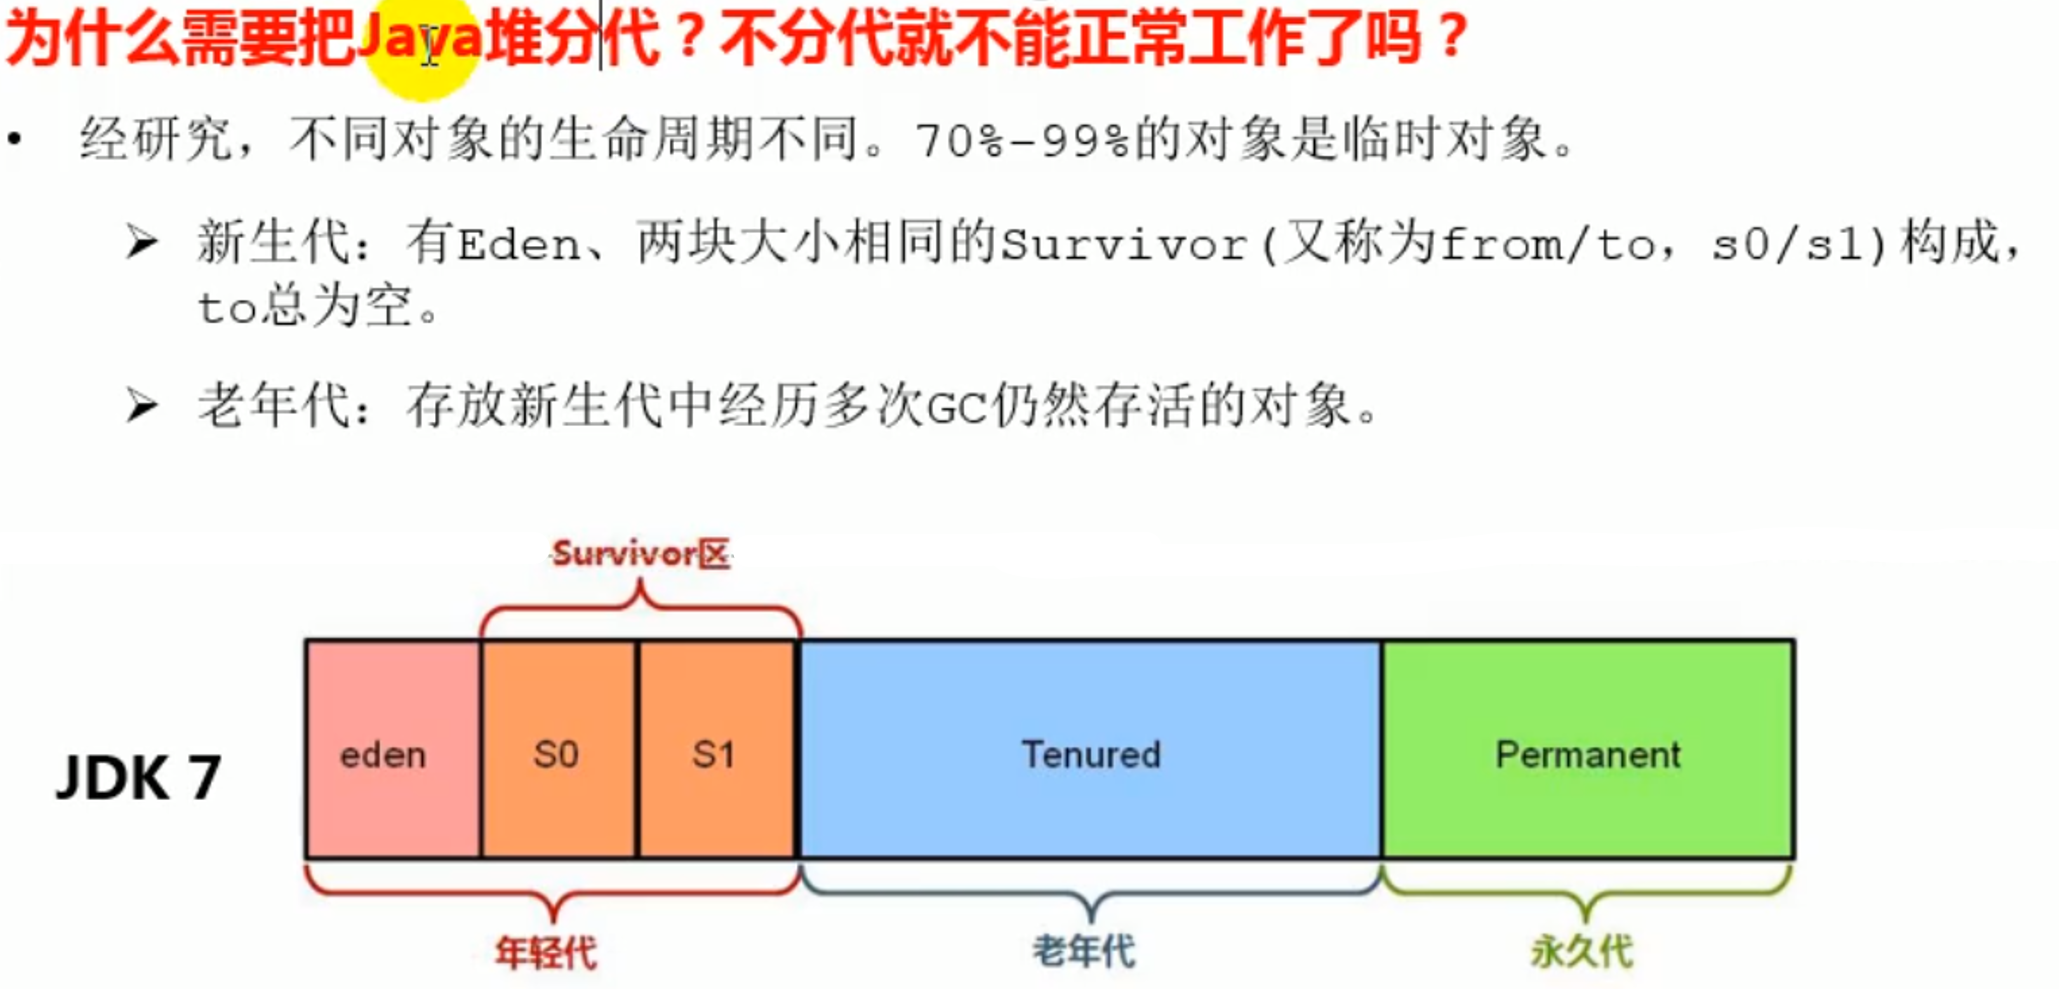 为什么需要把Java堆分代？不分代就不能正常工作了吗？
• 经研究，不同对象的生命周期不同。70%-99%的对象是临时对象。
➢ 新生代：有Eden、两块大小相同的Survivor(又称为from/to，s0/s1)构成，
to总为空。
➢ 老年代：存放新生代中经历多次GC仍然存活的对象。
Survivor区
JDK 7
eden
S0
S1
Tenured
Permanent
年轻代
老年代
永久代